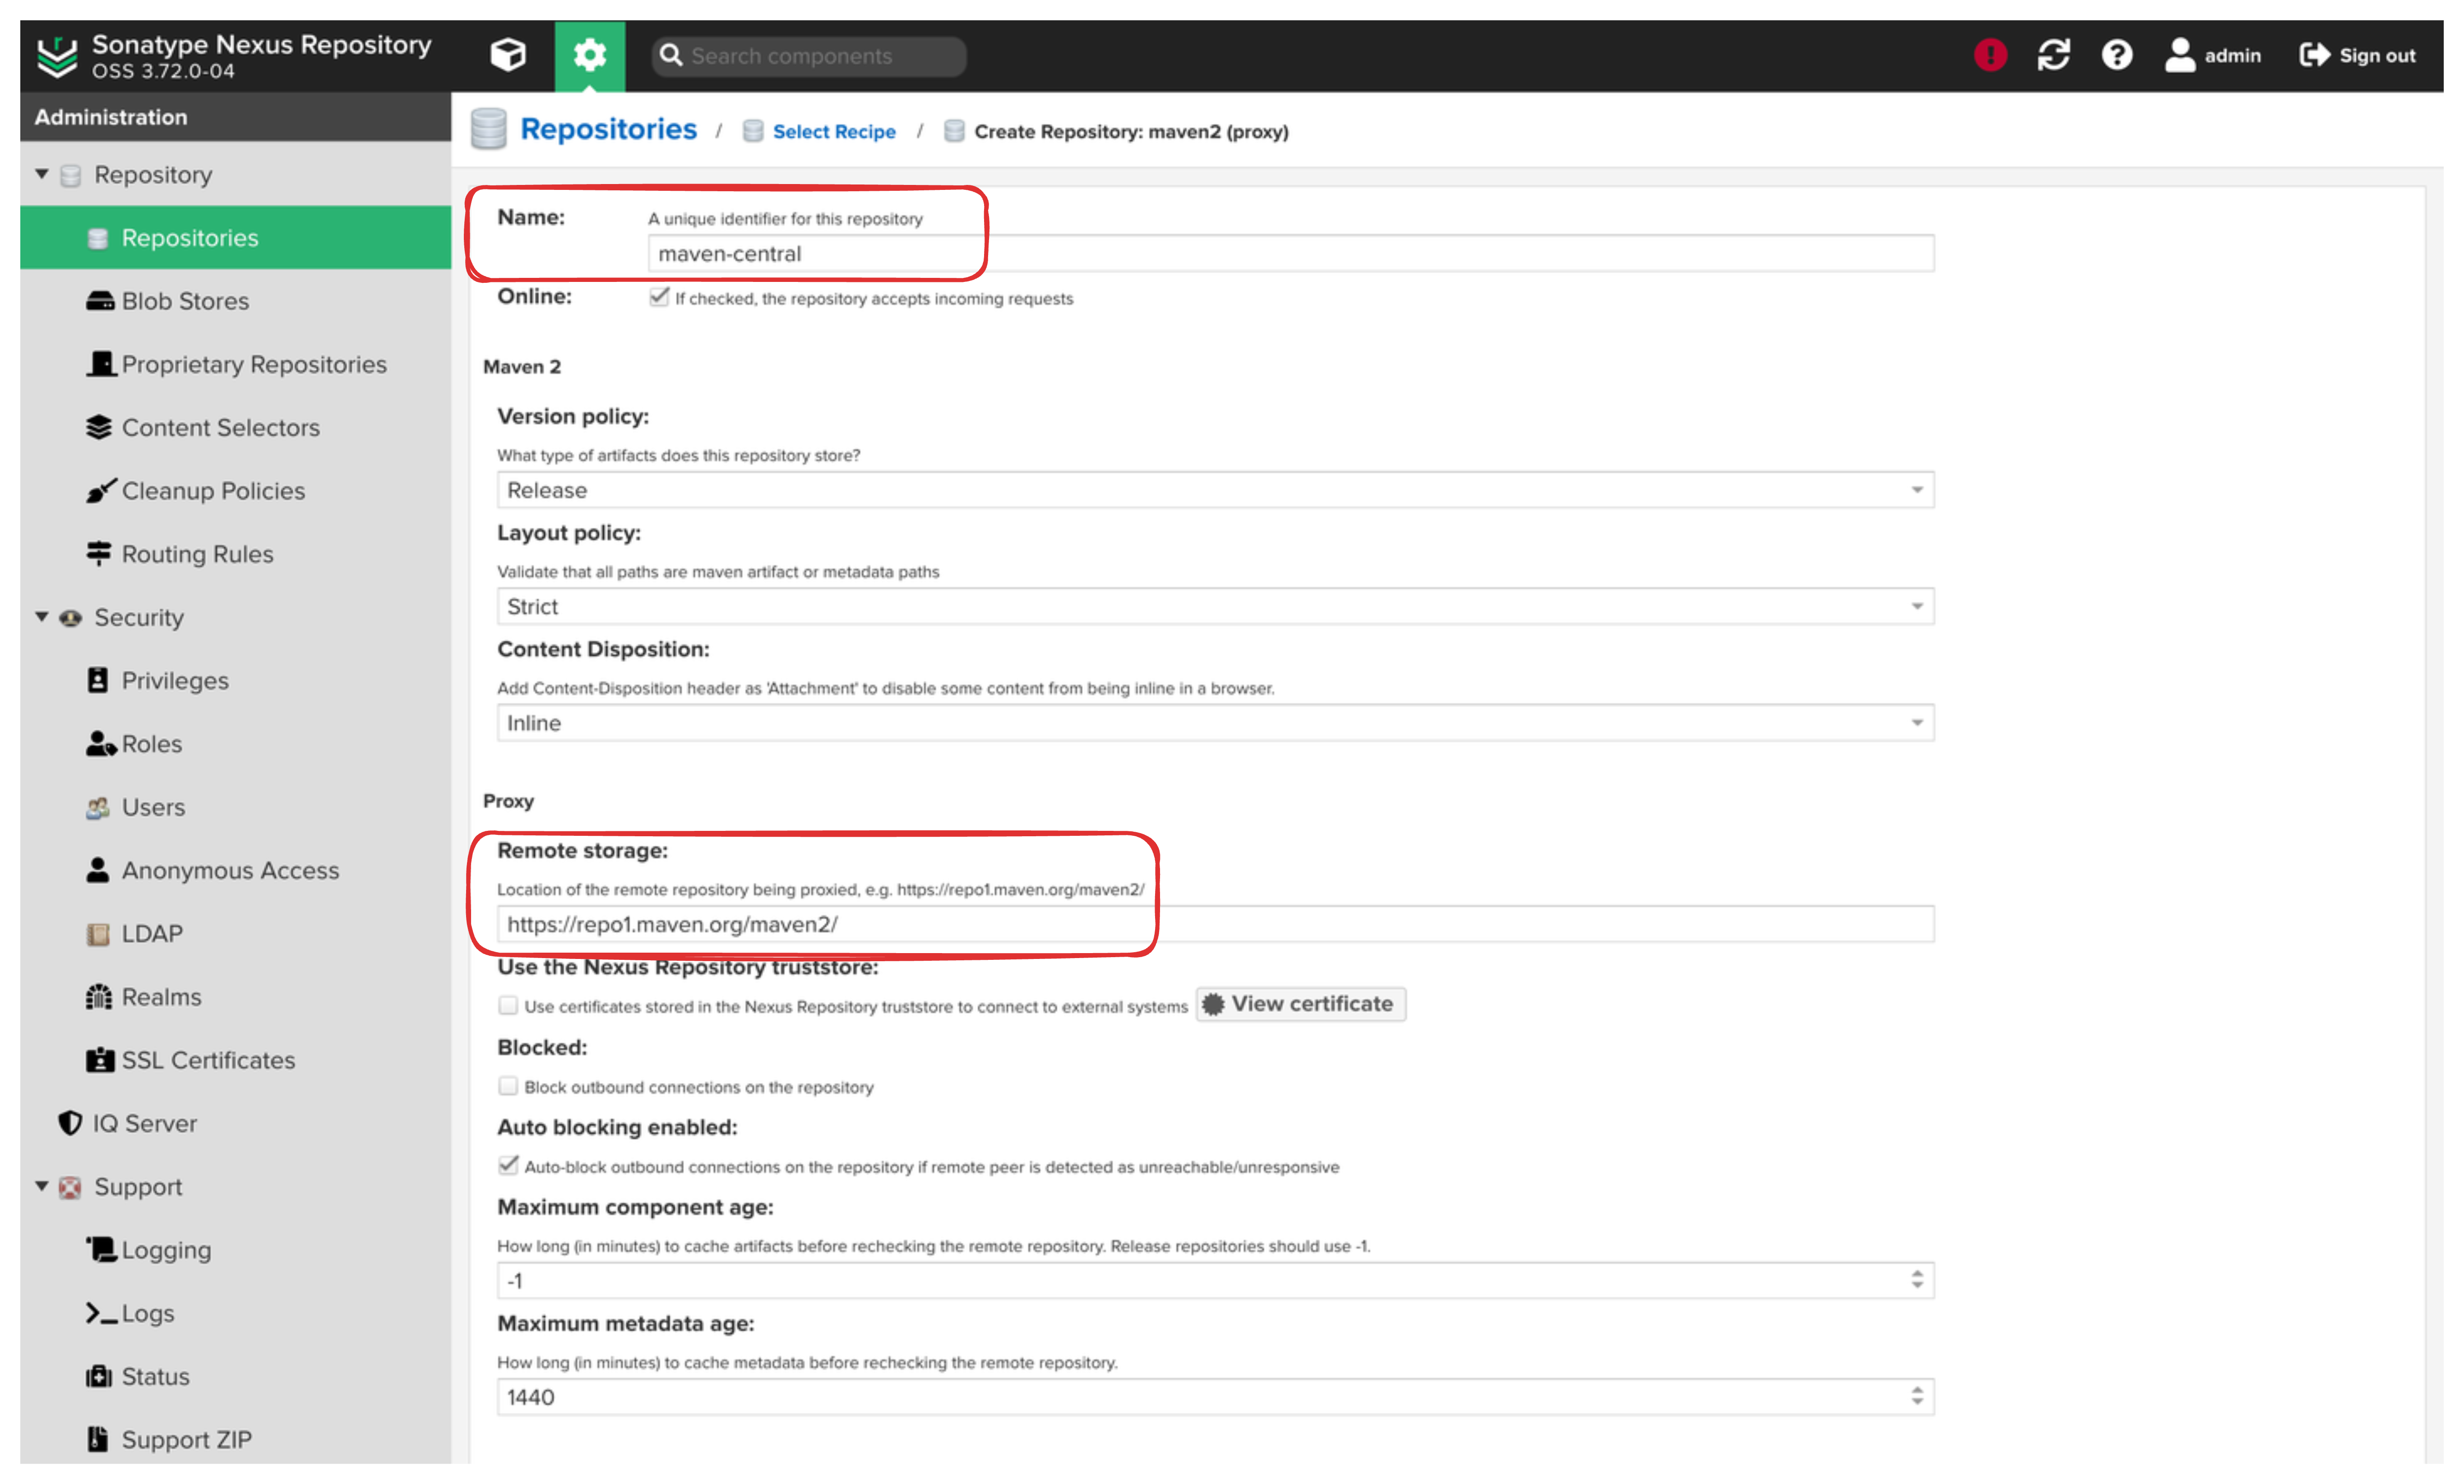 Sonatype Nexus Repository
OSS 3.72.0-04
Search components
admin
Sign out
Administration
Repository
Repositories
Blob Stores
Proprietary Repositories
Content Selectors
Cleanup Policies
Routing Rules
Security
Privileges
Roles
Users
Anonymous Access
LDAP
Realms
SSL Certificates
IQ Server
Support
Logging
Logs
Status
Support ZIP
Repositories / Select Recipe / Create Repository: maven2 (proxy)
Name: A unique identifier for this repository
maven-central
Online: If checked, the repository accepts incoming requests
Maven 2
Version policy:
What type of artifacts does this repository store?
Release
Layout policy:
Validate that all paths are maven artifact or metadata paths
Strict
Content Disposition:
Add Content-Disposition header as 'Attachment' to disable some content from being inline in a browser.
Inline
Proxy
Remote storage:
Location of the remote repository being proxied, e.g. https://repo1.maven.org/maven2/
https://repo1.maven.org/maven2/
Use the Nexus Repository truststore:
Use certificates stored in the Nexus Repository truststore to connect to external systems View certificate
Blocked:
Block outbound connections on the repository
Auto blocking enabled:
Auto-block outbound connections on the repository if remote peer is detected as unreachable/unresponsive
Maximum component age:
How long (in minutes) to cache artifacts before rechecking the remote repository. Release repositories should use -1.
-1
Maximum metadata age:
How long (in minutes) to cache metadata before rechecking the remote repository.
1440